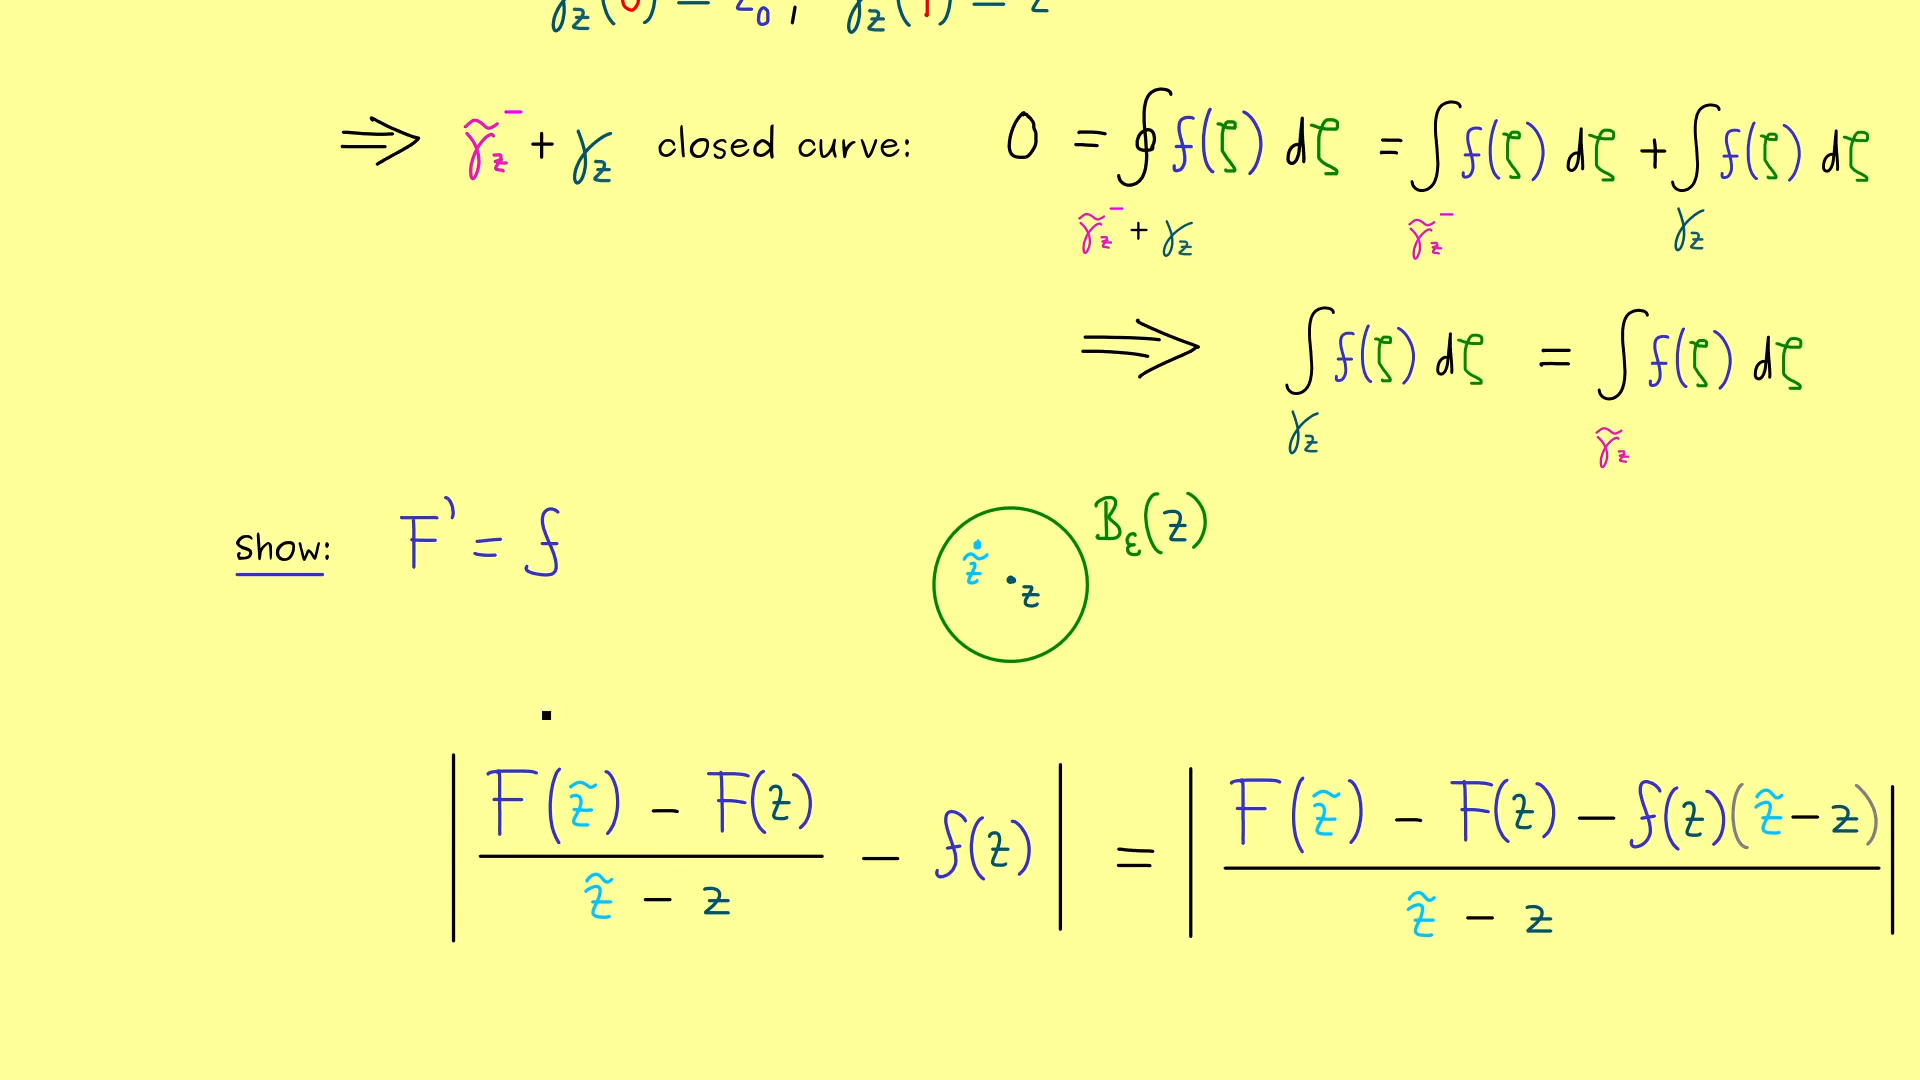 γ_z(0) = z_0 , γ_z(1) = z
⟹ γ̃_z⁻ + γ_z closed curve: 0 = ∮_{γ̃_z⁻ + γ_z} f(ζ) dζ = ∫_{γ̃_z⁻} f(ζ) dζ + ∫_{γ_z} f(ζ) dζ
⟹ ∫_{γ_z} f(ζ) dζ = ∫_{γ̃_z} f(ζ) dζ
Show: F' = f
B_ε(z)
z̃ z
| (F(z̃) − F(z)) / (z̃ − z) − f(z) | = | (F(z̃) − F(z) − f(z)(z̃ − z)) / (z̃ − z) |